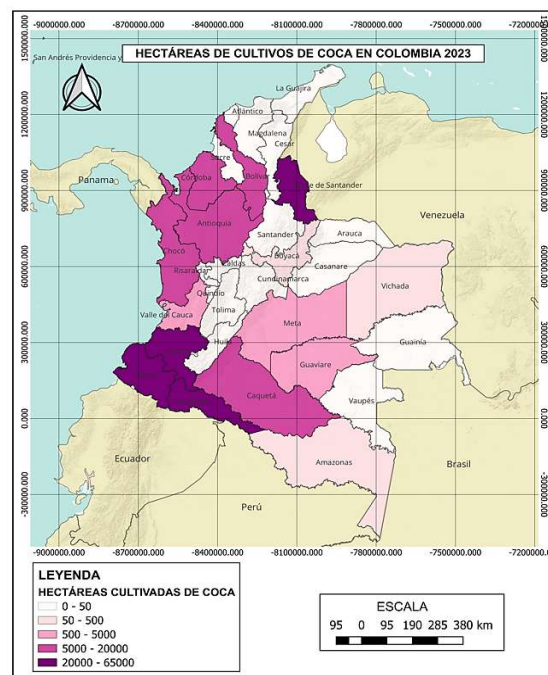 HECTÁREAS DE CULTIVOS DE COCA EN COLOMBIA 2023
-9000000.000 -8700000.000 -8400000.000 -8100000.000 -7800000.000 -7500000.000 -7200000.000
San Andrés Providencia y
La Guajira
Atlántico
Magdalena
Cesar
Sucre
Panama
Córdoba
Bolívar
de Santander
Venezuela
Antioquia
Santander
Arauca
Chocó
Boyacá
Caldas
Casanare
Risaralda
Cundinamarca
Vichada
Quindío
Valle del Cauca
Tolima
Meta
Guainía
Huila
Guaviare
Caquetá
Vaupés
Ecuador
Amazonas
Brasil
Perú
1500000.000
1200000.000
900000.000
600000.000
300000.000
0.000
-300000.000
-9000000.000 -8700000.000 -8400000.000 -8100000.000 -7800000.000 -7500000.000 -7200000.000
LEYENDA
HECTÁREAS CULTIVADAS DE COCA
0 - 50
50 - 500
500 - 5000
5000 - 20000
20000 - 65000
ESCALA
95 0 95 190 285 380 km